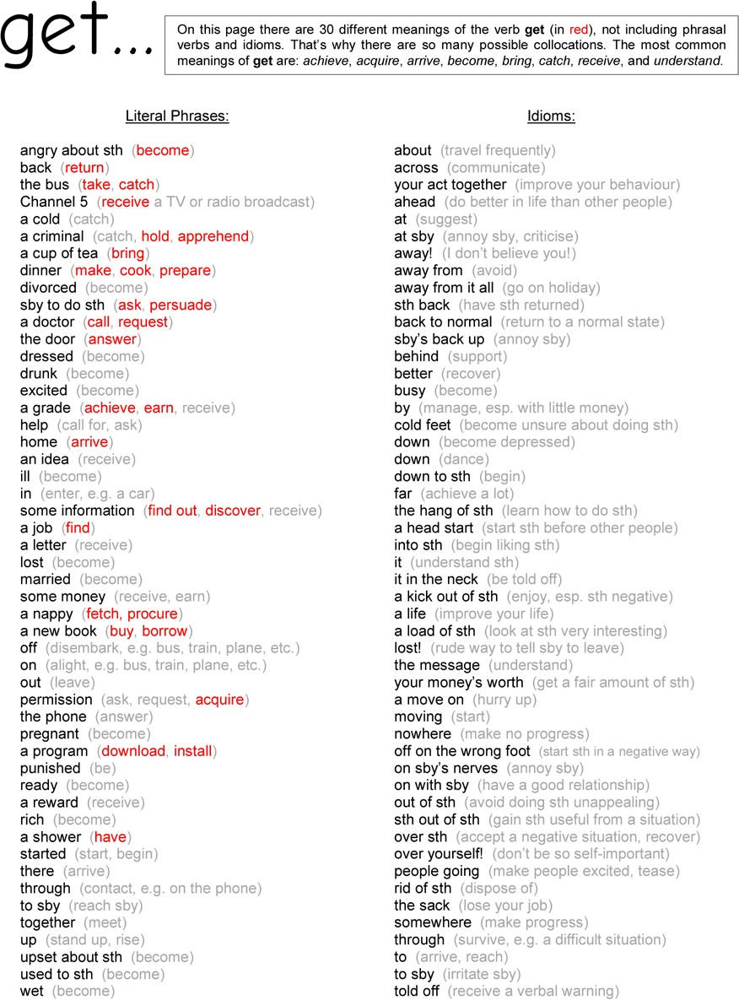 get...
On this page there are 30 different meanings of the verb get (in red), not including phrasal
verbs and idioms. That's why there are so many possible collocations. The most common
meanings of get are: achieve, acquire, arrive, become, bring, catch, receive, and understand.
Literal Phrases:
angry about sth (become)
back (return)
the bus (take, catch)
Channel 5 (receive a TV or radio broadcast)
a cold (catch)
a criminal (catch, hold, apprehend)
a cup of tea (bring)
dinner (make, cook, prepare)
divorced (become)
sby to do sth (ask, persuade)
a doctor (call, request)
the door (answer)
dressed (become)
drunk (become)
excited (become)
a grade (achieve, earn, receive)
help (call for, ask)
home (arrive)
an idea (receive)
ill (become)
in (enter, e.g. a car)
some information (find out, discover, receive)
a job (find)
a letter (receive)
lost (become)
married (become)
some money (receive, earn)
a nappy (fetch, procure)
a new book (buy, borrow)
off (disembark, e.g. bus, train, plane, etc.)
on (alight, e.g. bus, train, plane, etc.)
out (leave)
permission (ask, request, acquire)
the phone (answer)
pregnant (become)
a program (download, install)
punished (be)
ready (become)
a reward (receive)
rich (become)
a shower (have)
started (start, begin)
there (arrive)
through (contact, e.g. on the phone)
to sby (reach sby)
together (meet)
up (stand up, rise)
upset about sth (become)
used to sth (become)
wet (become)
Idioms:
about (travel frequently)
across (communicate)
your act together (improve your behaviour)
ahead (do better in life than other people)
at (suggest)
at sby (annoy sby, criticise)
away! (I don't believe you!)
away from (avoid)
away from it all (go on holiday)
sth back (have sth returned)
back to normal (return to a normal state)
sby's back up (annoy sby)
behind (support)
better (recover)
busy (become)
by (manage, esp. with little money)
cold feet (become unsure about doing sth)
down (become depressed)
down (dance)
down to sth (begin)
far (achieve a lot)
the hang of sth (learn how to do sth)
a head start (start sth before other people)
into sth (begin liking sth)
it (understand sth)
it in the neck (be told off)
a kick out of sth (enjoy, esp. sth negative)
a life (improve your life)
a load of sth (look at sth very interesting)
lost! (rude way to tell sby to leave)
the message (understand)
your money's worth (get a fair amount of sth)
a move on (hurry up)
moving (start)
nowhere (make no progress)
off on the wrong foot (start sth in a negative way)
on sby's nerves (annoy sby)
on with sby (have a good relationship)
out of sth (avoid doing sth unappealing)
sth out of sth (gain sth useful from a situation)
over sth (accept a negative situation, recover)
over yourself! (don't be so self-important)
people going (make people excited, tease)
rid of sth (dispose of)
the sack (lose your job)
somewhere (make progress)
through (survive, e.g. a difficult situation)
to (arrive, reach)
to sby (irritate sby)
told off (receive a verbal warning)